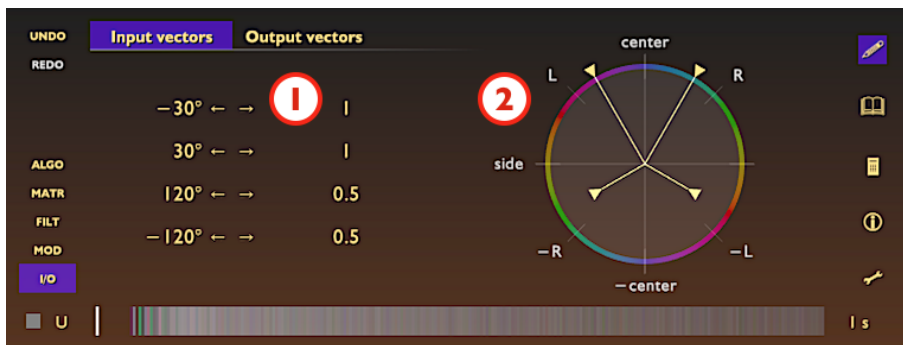 UNDO
Input vectors
Output vectors
REDO
−30° ← → 1
30° ← → 1
120° ← → 0.5
−120° ← → 0.5
ALGO
MATR
FILT
MOD
I/O
1
2
center
L
R
side
−R
−L
−center
U
1 s